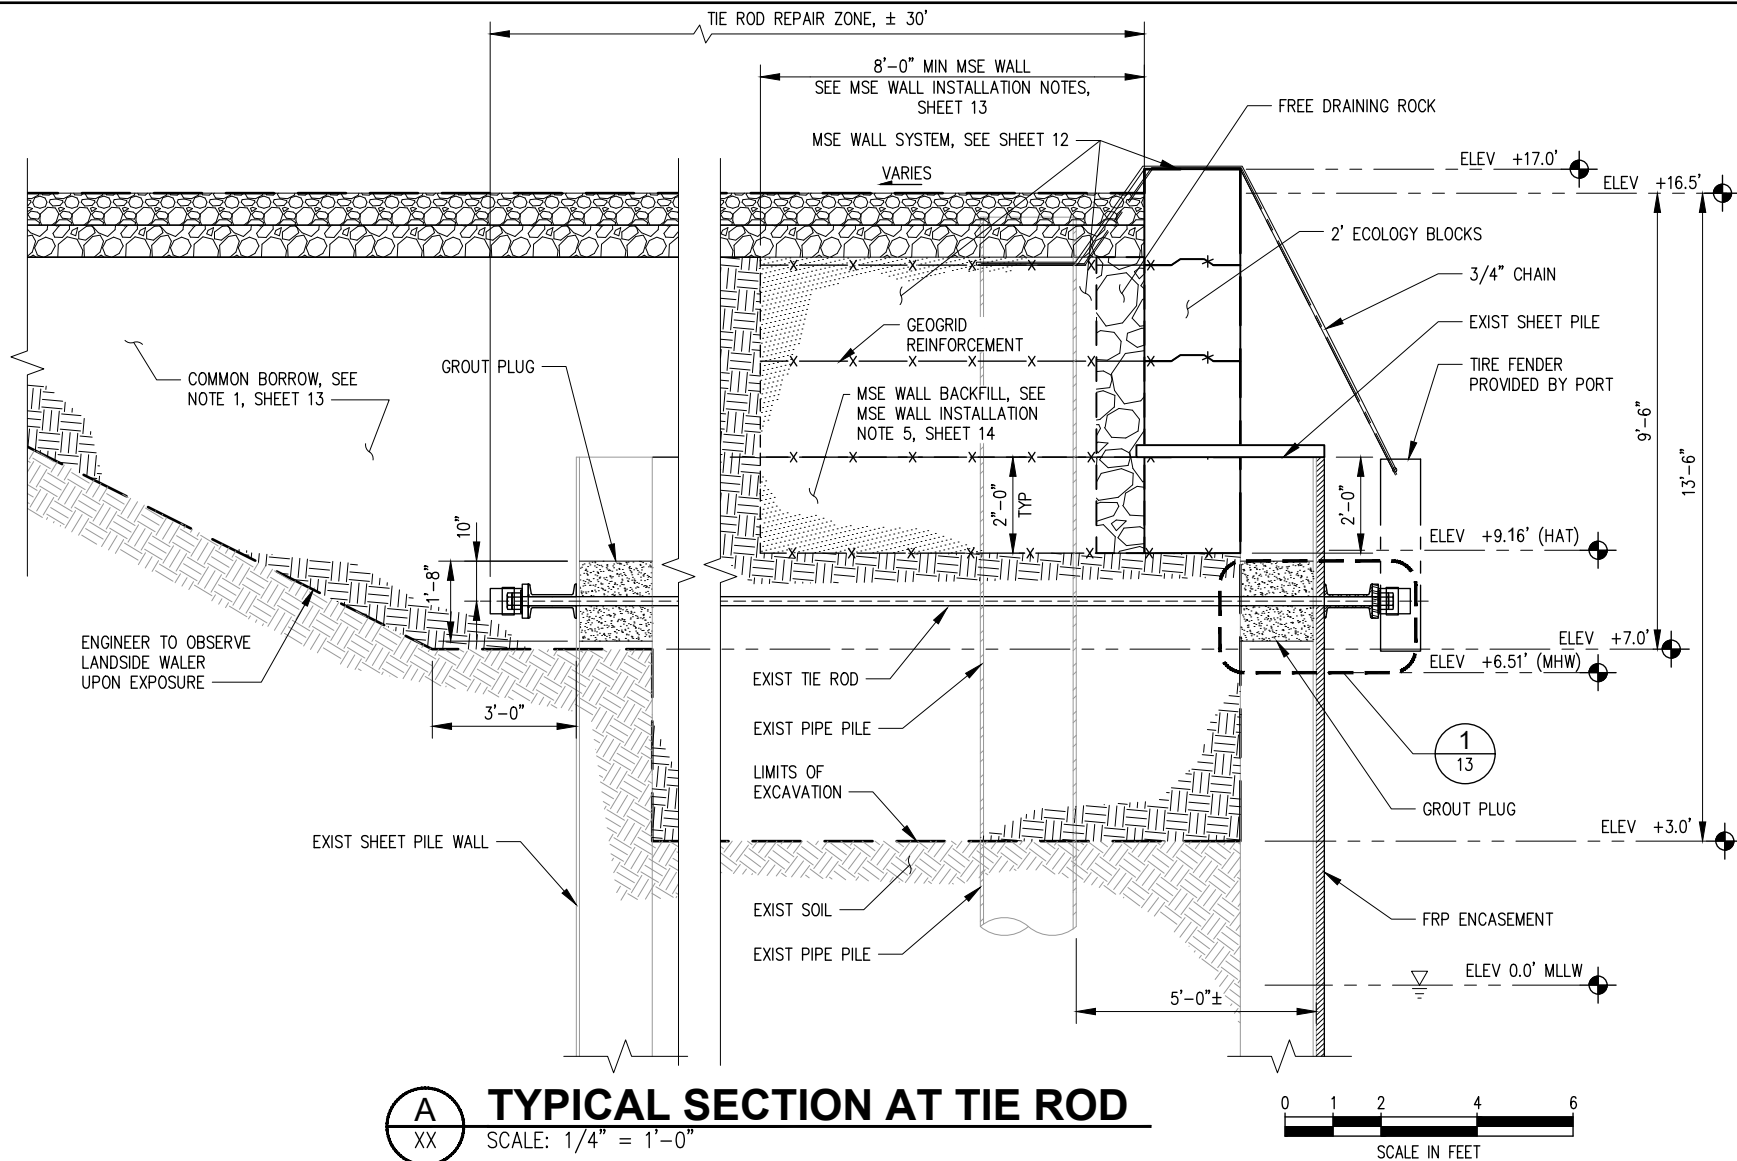 TIE ROD REPAIR ZONE, ± 30'
8'-0" MIN MSE WALL
SEE MSE WALL INSTALLATION NOTES,
SHEET 13
FREE DRAINING ROCK
MSE WALL SYSTEM, SEE SHEET 12
VARIES
ELEV +17.0'
ELEV +16.5'
2' ECOLOGY BLOCKS
3/4" CHAIN
EXIST SHEET PILE
TIRE FENDER
PROVIDED BY PORT
GEOGRID
REINFORCEMENT
GROUT PLUG
COMMON BORROW, SEE
NOTE 1, SHEET 13
MSE WALL BACKFILL, SEE
MSE WALL INSTALLATION
NOTE 5, SHEET 14
9'-6"
13'-6"
2"-0"
TYP
2'-0"
10"
1'-8"
ELEV +9.16' (HAT)
ENGINEER TO OBSERVE
LANDSIDE WALER
UPON EXPOSURE
ELEV +7.0'
ELEV +6.51' (MHW)
EXIST TIE ROD
3'-0"
EXIST PIPE PILE
1
13
LIMITS OF
EXCAVATION
GROUT PLUG
ELEV +3.0'
EXIST SHEET PILE WALL
EXIST SOIL
FRP ENCASEMENT
EXIST PIPE PILE
ELEV 0.0' MLLW
5'-0"±
A
XX
TYPICAL SECTION AT TIE ROD
SCALE: 1/4" = 1'-0"
0 1 2 4 6
SCALE IN FEET